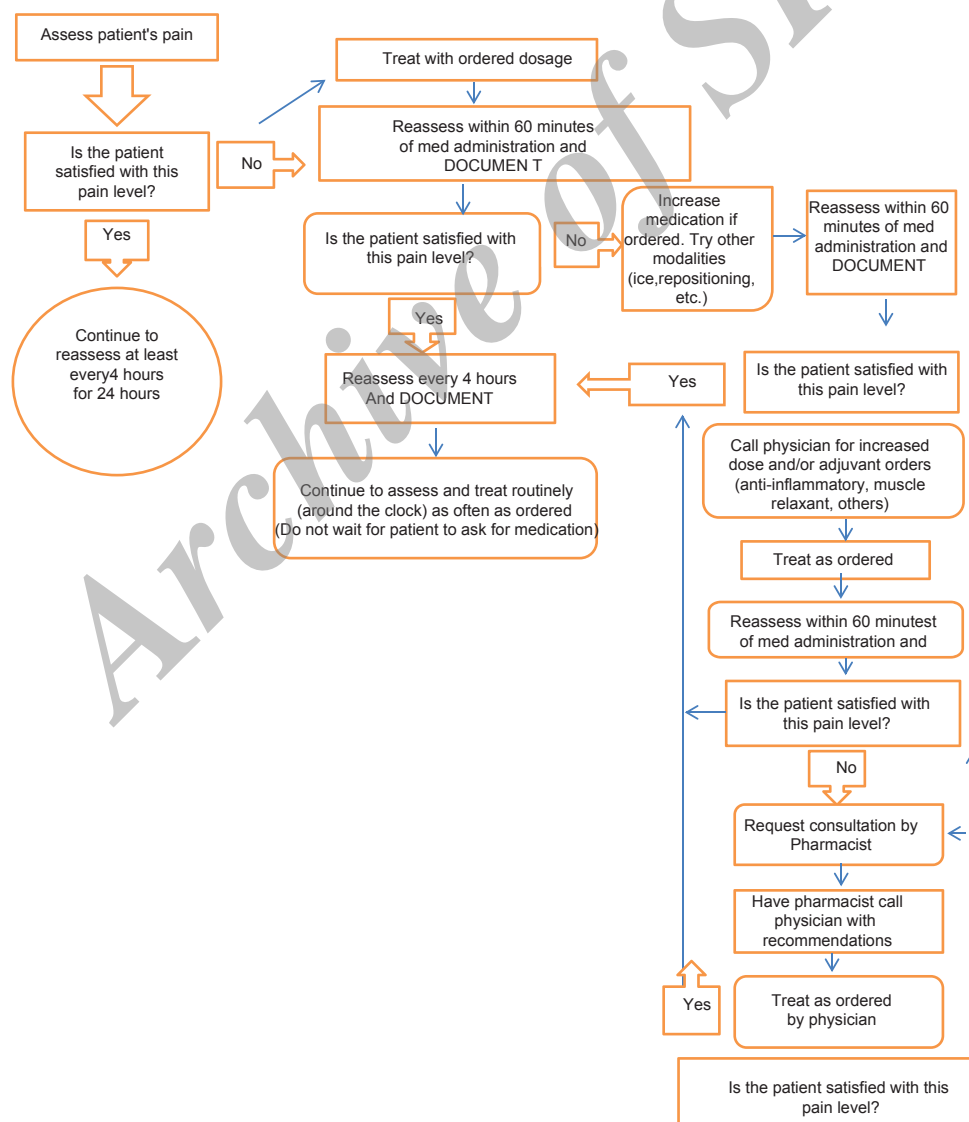 Assess patient's pain
Is the patient
satisfied with this
pain level?
No
Yes
Continue to
reassess at least
every4 hours
for 24 hours
Treat with ordered dosage
Reassess within 60 minutes
of med administration and
DOCUMEN T
Is the patient satisfied with
this pain level?
No
Yes
Increase
medication if
ordered. Try other
modalities
(ice,repositioning,
etc.)
Reassess within 60
minutes of med
administration and
DOCUMENT
Reassess every 4 hours
And DOCUMENT
Yes
Is the patient satisfied with
this pain level?
Continue to assess and treat routinely
(around the clock) as often as ordered
(Do not wait for patient to ask for medication)
Call physician for increased
dose and/or adjuvant orders
(anti-inflammatory, muscle
relaxant, others)
Treat as ordered
Reassess within 60 minutest
of med administration and
Is the patient satisfied with
this pain level?
No
Request consultation by
Pharmacist
Have pharmacist call
physician with
recommendations
Yes
Treat as ordered
by physician
Is the patient satisfied with this
pain level?
Archive of